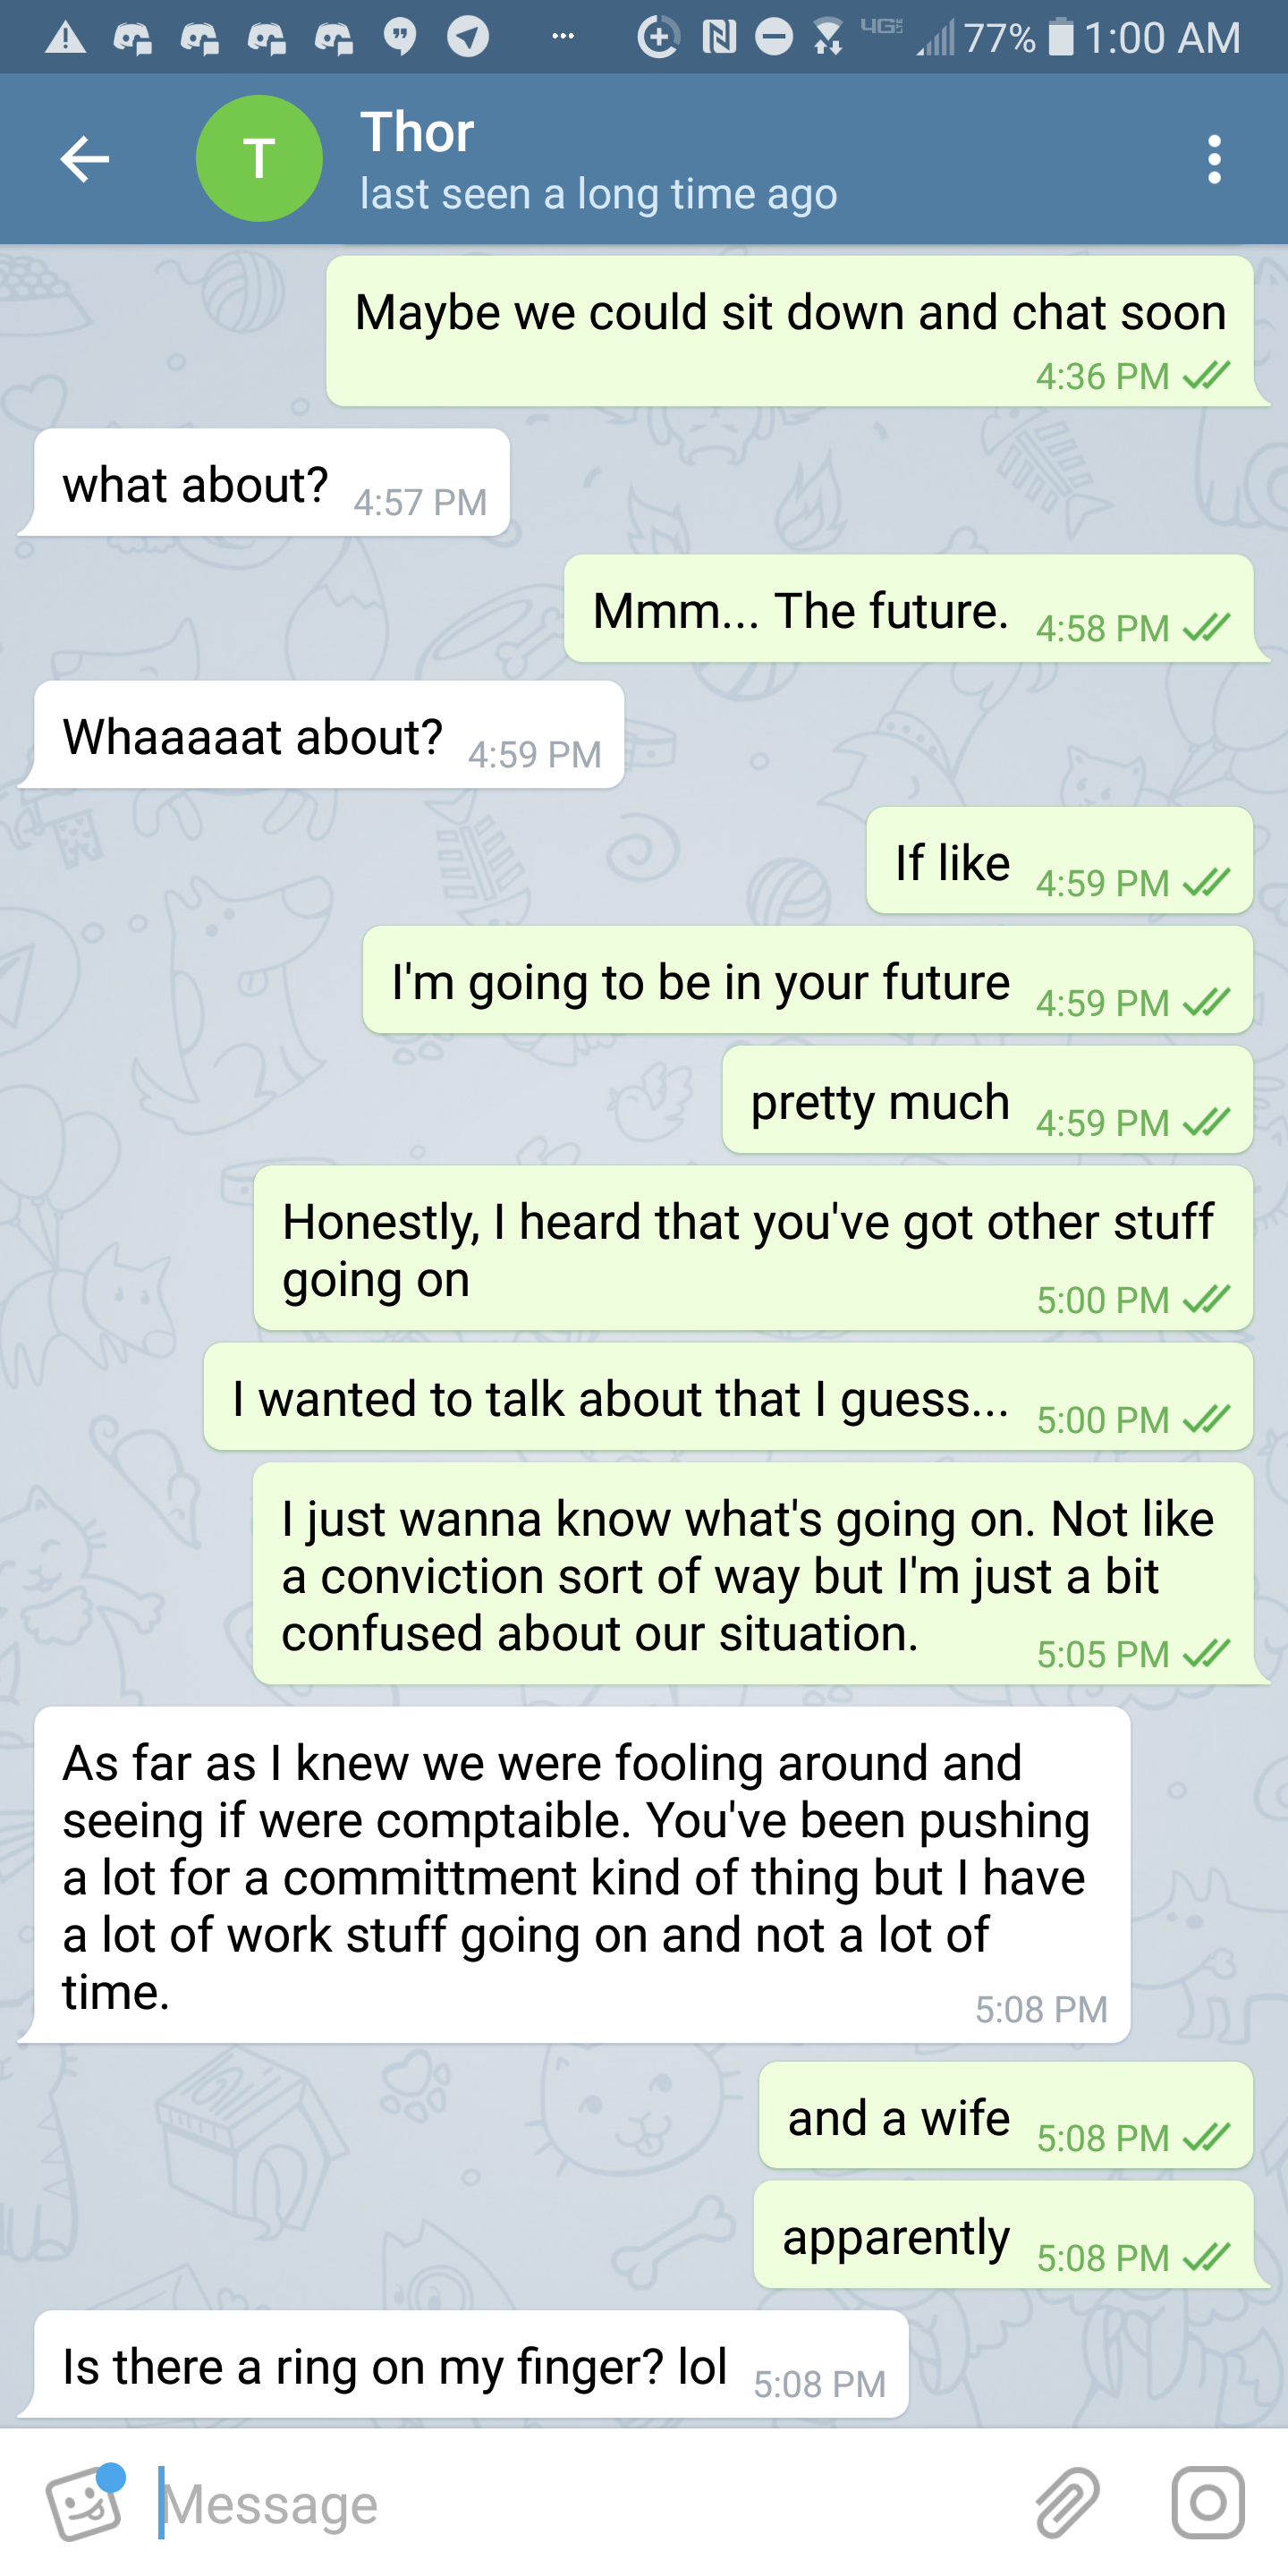 4G 77% 1:00 AM
T
Thor
last seen a long time ago
Maybe we could sit down and chat soon
4:36 PM
what about? 4:57 PM
Mmm... The future. 4:58 PM
Whaaaaat about? 4:59 PM
If like 4:59 PM
I'm going to be in your future 4:59 PM
pretty much 4:59 PM
Honestly, I heard that you've got other stuff
going on 5:00 PM
I wanted to talk about that I guess... 5:00 PM
I just wanna know what's going on. Not like
a conviction sort of way but I'm just a bit
confused about our situation. 5:05 PM
As far as I knew we were fooling around and
seeing if were comptaible. You've been pushing
a lot for a committment kind of thing but I have
a lot of work stuff going on and not a lot of
time. 5:08 PM
and a wife 5:08 PM
apparently 5:08 PM
Is there a ring on my finger? lol 5:08 PM
Message